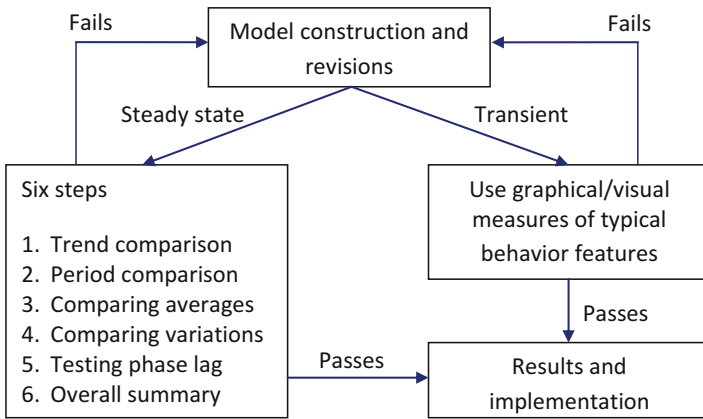 Fails
Model construction and
revisions
Fails
Steady state
Transient
Six steps
1. Trend comparison
2. Period comparison
3. Comparing averages
4. Comparing variations
5. Testing phase lag
6. Overall summary
Use graphical/visual
measures of typical
behavior features
Passes
Passes
Results and
implementation